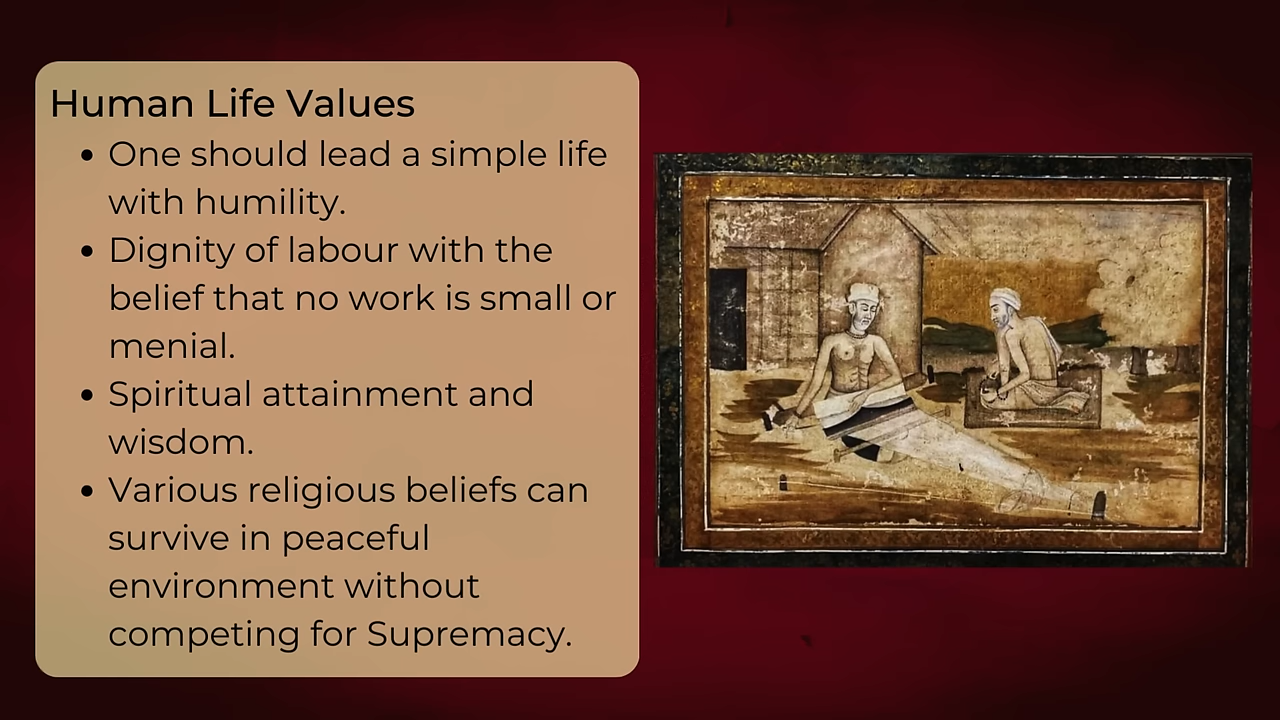 Human Life Values
• One should lead a simple life
with humility.
• Dignity of labour with the
belief that no work is small or
menial.
• Spiritual attainment and
wisdom.
• Various religious beliefs can
survive in peaceful
environment without
competing for Supremacy.